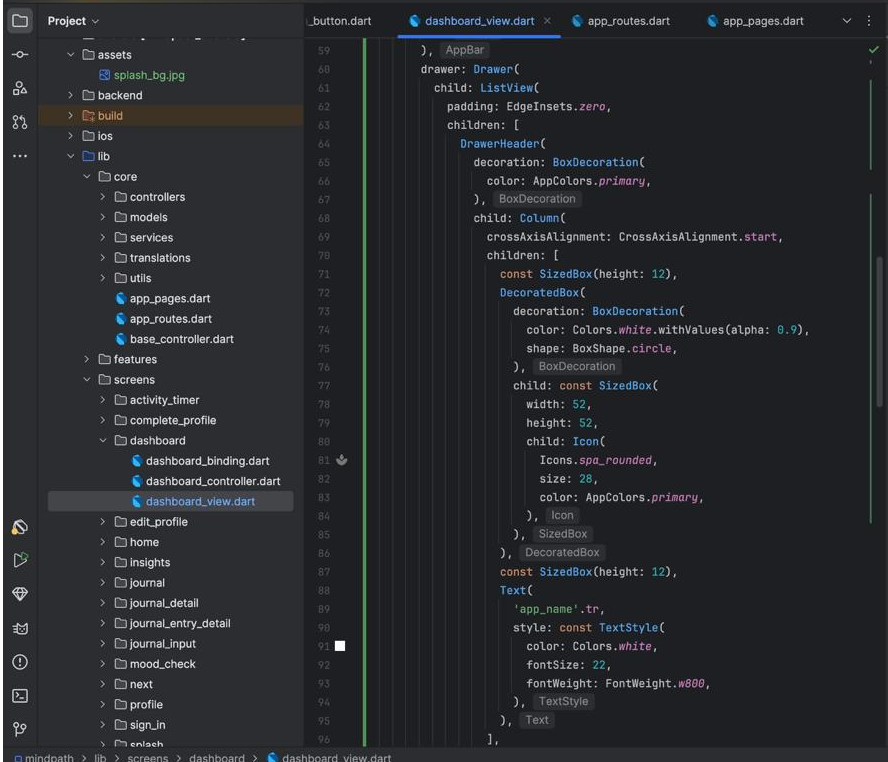 Project
_button.dart
dashboard_view.dart
app_routes.dart
app_pages.dart
assets
splash_bg.jpg
backend
build
ios
lib
core
controllers
models
services
translations
utils
app_pages.dart
app_routes.dart
base_controller.dart
features
screens
activity_timer
complete_profile
dashboard
dashboard_binding.dart
dashboard_controller.dart
dashboard_view.dart
edit_profile
home
insights
journal
journal_detail
journal_entry_detail
journal_input
mood_check
next
profile
sign_in
splash
59 ), AppBar
60 drawer: Drawer(
61 child: ListView(
62 padding: EdgeInsets.zero,
63 children: [
64 DrawerHeader(
65 decoration: BoxDecoration(
66 color: AppColors.primary,
67 ), BoxDecoration
68 child: Column(
69 crossAxisAlignment: CrossAxisAlignment.start,
70 children: [
71 const SizedBox(height: 12),
72 DecoratedBox(
73 decoration: BoxDecoration(
74 color: Colors.white.withValues(alpha: 0.9),
75 shape: BoxShape.circle,
76 ), BoxDecoration
77 child: const SizedBox(
78 width: 52,
79 height: 52,
80 child: Icon(
81 Icons.spa_rounded,
82 size: 28,
83 color: AppColors.primary,
84 ), Icon
85 ), SizedBox
86 ), DecoratedBox
87 const SizedBox(height: 12),
88 Text(
89 'app_name'.tr,
90 style: const TextStyle(
91 color: Colors.white,
92 fontSize: 22,
93 fontWeight: FontWeight.w800,
94 ), TextStyle
95 ), Text
96 ],
mindpath > lib > screens > dashboard > dashboard_view.dart